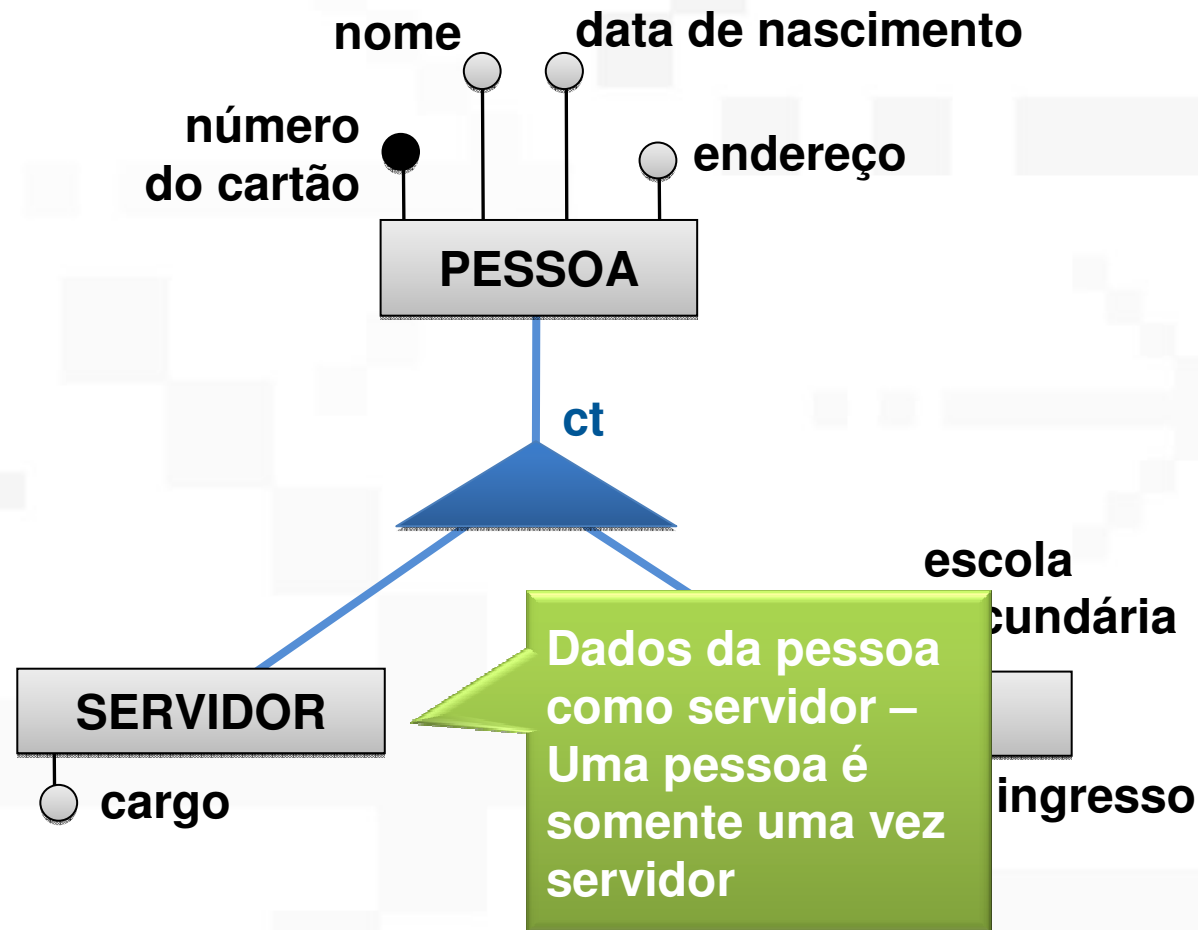 nome
data de nascimento
número
do cartão
endereço
PESSOA
ct
escola
cundária
SERVIDOR
cargo
Dados da pessoa
como servidor –
Uma pessoa é
somente uma vez
servidor
ingresso